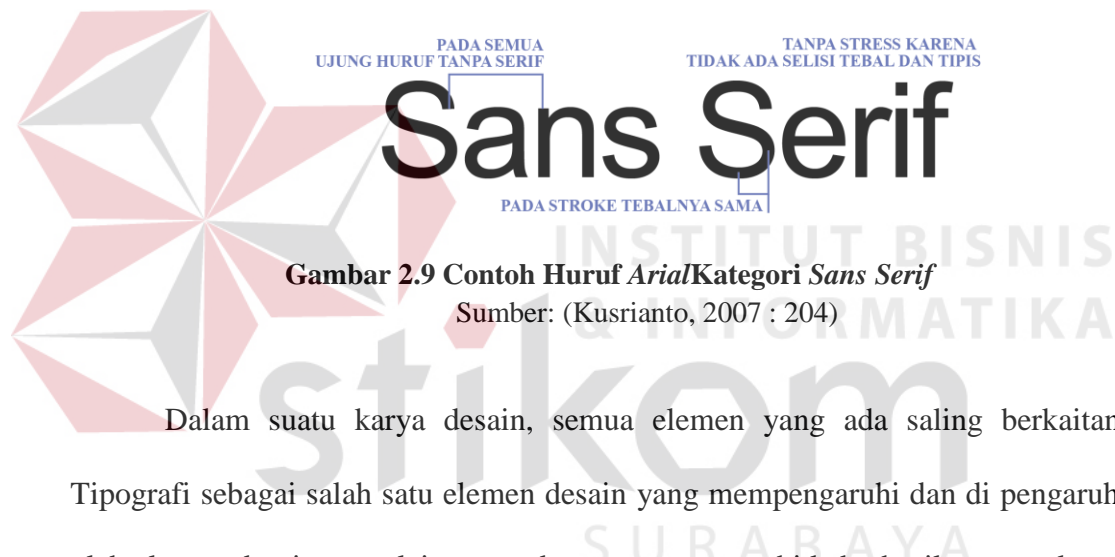 PADA SEMUA
UJUNG HURUF TANPA SERIF
TANPA STRESS KARENA
TIDAK ADA SELISI TEBAL DAN TIPIS
Sans Serif
PADA STROKE TEBALNYA SAMA
INSTITUT BISNIS
Gambar 2.9 Contoh Huruf ArialKategori Sans Serif
Sumber: (Kusrianto, 2007 : 204)
& INFORMATIKA
stikom
Dalam suatu karya desain, semua elemen yang ada saling berkaitan
Tipografi sebagai salah satu elemen desain yang mempengaruhi dan di pengaruh
SURABAYA